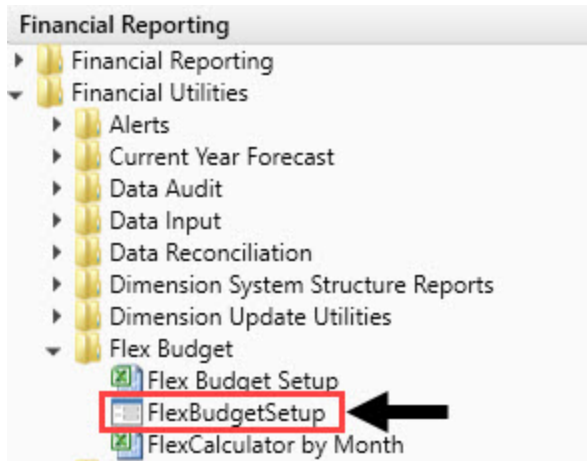 Financial Reporting
Financial Reporting
Financial Utilities
Alerts
Current Year Forecast
Data Audit
Data Input
Data Reconciliation
Dimension System Structure Reports
Dimension Update Utilities
Flex Budget
Flex Budget Setup
FlexBudgetSetup
FlexCalculator by Month